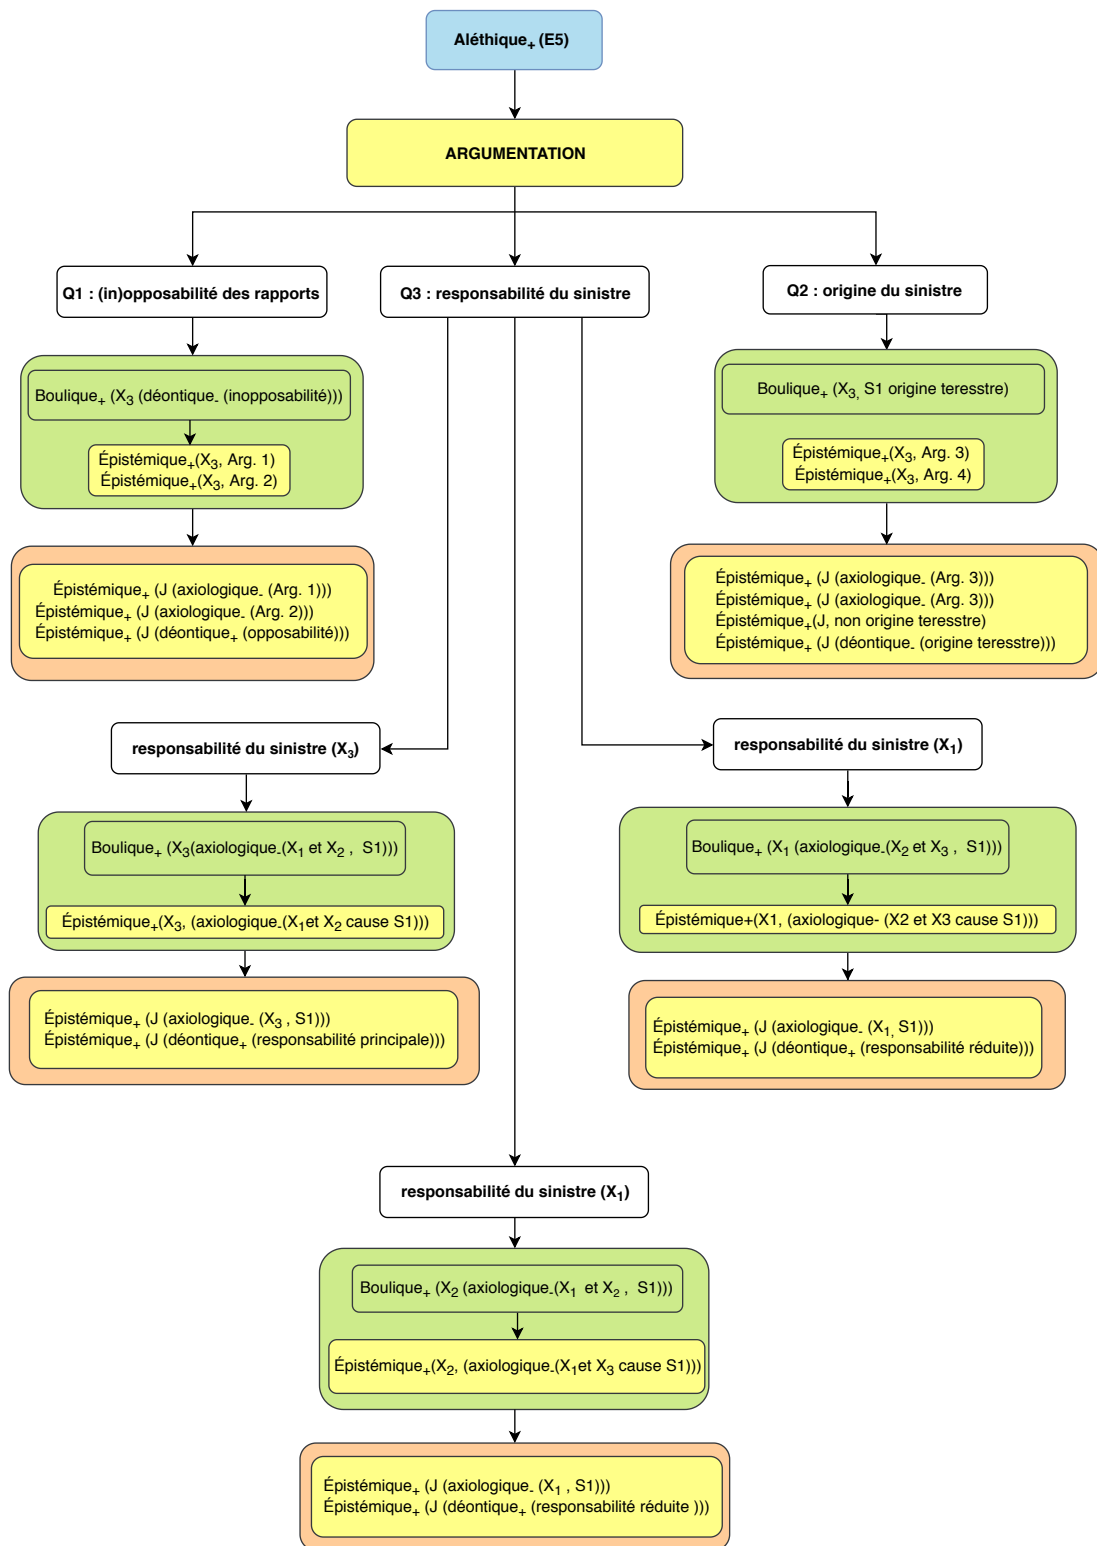 Aléthique₊ (E5)
ARGUMENTATION
Q1 : (in)opposabilité des rapports
Q3 : responsabilité du sinistre
Q2 : origine du sinistre
Boulique₊ (X₃ (déontique₋ (inopposabilité)))
Épistémique₊(X₃, Arg. 1)
Épistémique₊(X₃, Arg. 2)
Boulique₊ (X₃, S1 origine teresstre)
Épistémique₊(X₃, Arg. 3)
Épistémique₊(X₃, Arg. 4)
Épistémique₊ (J (axiologique₋ (Arg. 1)))
Épistémique₊ (J (axiologique₋ (Arg. 2)))
Épistémique₊ (J (déontique₊ (opposabilité)))
Épistémique₊ (J (axiologique₋ (Arg. 3)))
Épistémique₊ (J (axiologique₋ (Arg. 3)))
Épistémique₊(J, non origine teresstre)
Épistémique₊ (J (déontique₋ (origine teresstre)))
responsabilité du sinistre (X₃)
responsabilité du sinistre (X₁)
Boulique₊ (X₃(axiologique₋(X₁ et X₂ , S1)))
Épistémique₊(X₃, (axiologique₋(X₁et X₂ cause S1)))
Boulique₊ (X₁ (axiologique₋(X₂ et X₃ , S1)))
Épistémique+(X1, (axiologique- (X2 et X3 cause S1)))
Épistémique₊ (J (axiologique₋ (X₃ , S1)))
Épistémique₊ (J (déontique₊ (responsabilité principale)))
Épistémique₊ (J (axiologique₋ (X₁, S1)))
Épistémique₊ (J (déontique₊ (responsabilité réduite)))
responsabilité du sinistre (X₁)
Boulique₊ (X₂ (axiologique₋(X₁ et X₂ , S1)))
Épistémique₊(X₂, (axiologique₋(X₁et X₃ cause S1)))
Épistémique₊ (J (axiologique₋ (X₁ , S1)))
Épistémique₊ (J (déontique₊ (responsabilité réduite )))